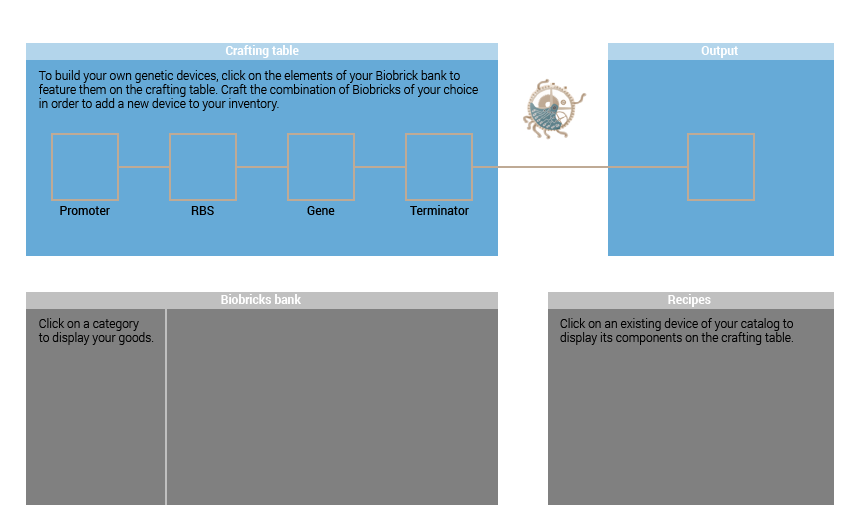 Crafting table
To build your own genetic devices, click on the elements of your Biobrick bank to
feature them on the crafting table. Craft the combination of Biobricks of your choice
in order to add a new device to your inventory.
Promoter
RBS
Gene
Terminator
Output
Biobricks bank
Click on a category
to display your goods.
Recipes
Click on an existing device of your catalog to
display its components on the crafting table.